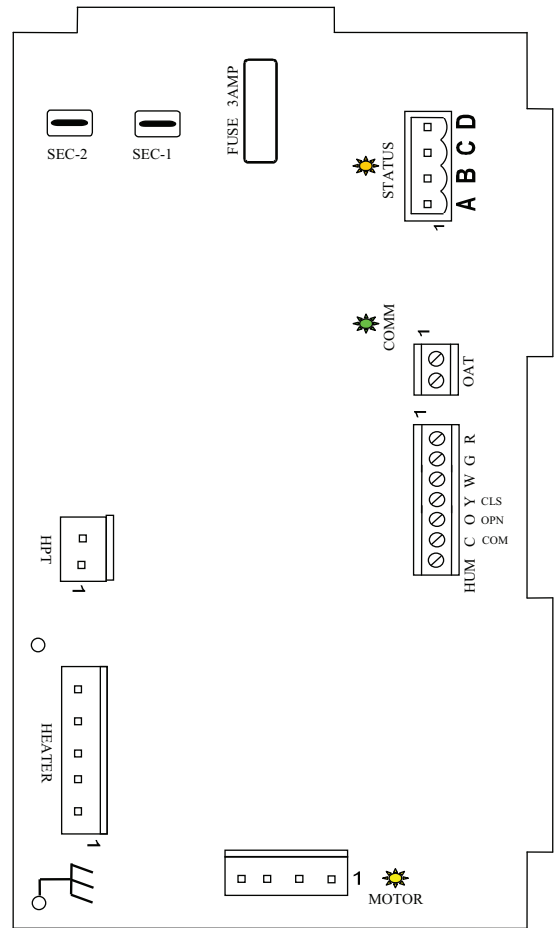 SEC-2
SEC-1
FUSE 3AMP
STATUS
A B C D
1
COMM
1
OAT
1
HUM C O Y W G R
CLS
OPN
COM
HPT
1
HEATER
1
1
MOTOR